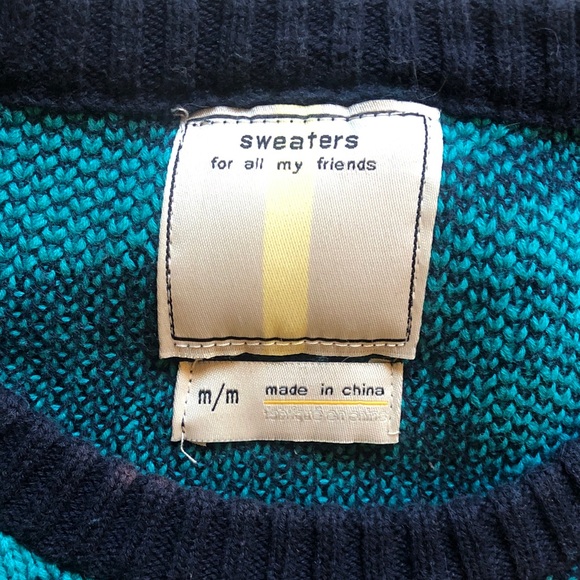 sweaters
for all my friends
m/m
made in china